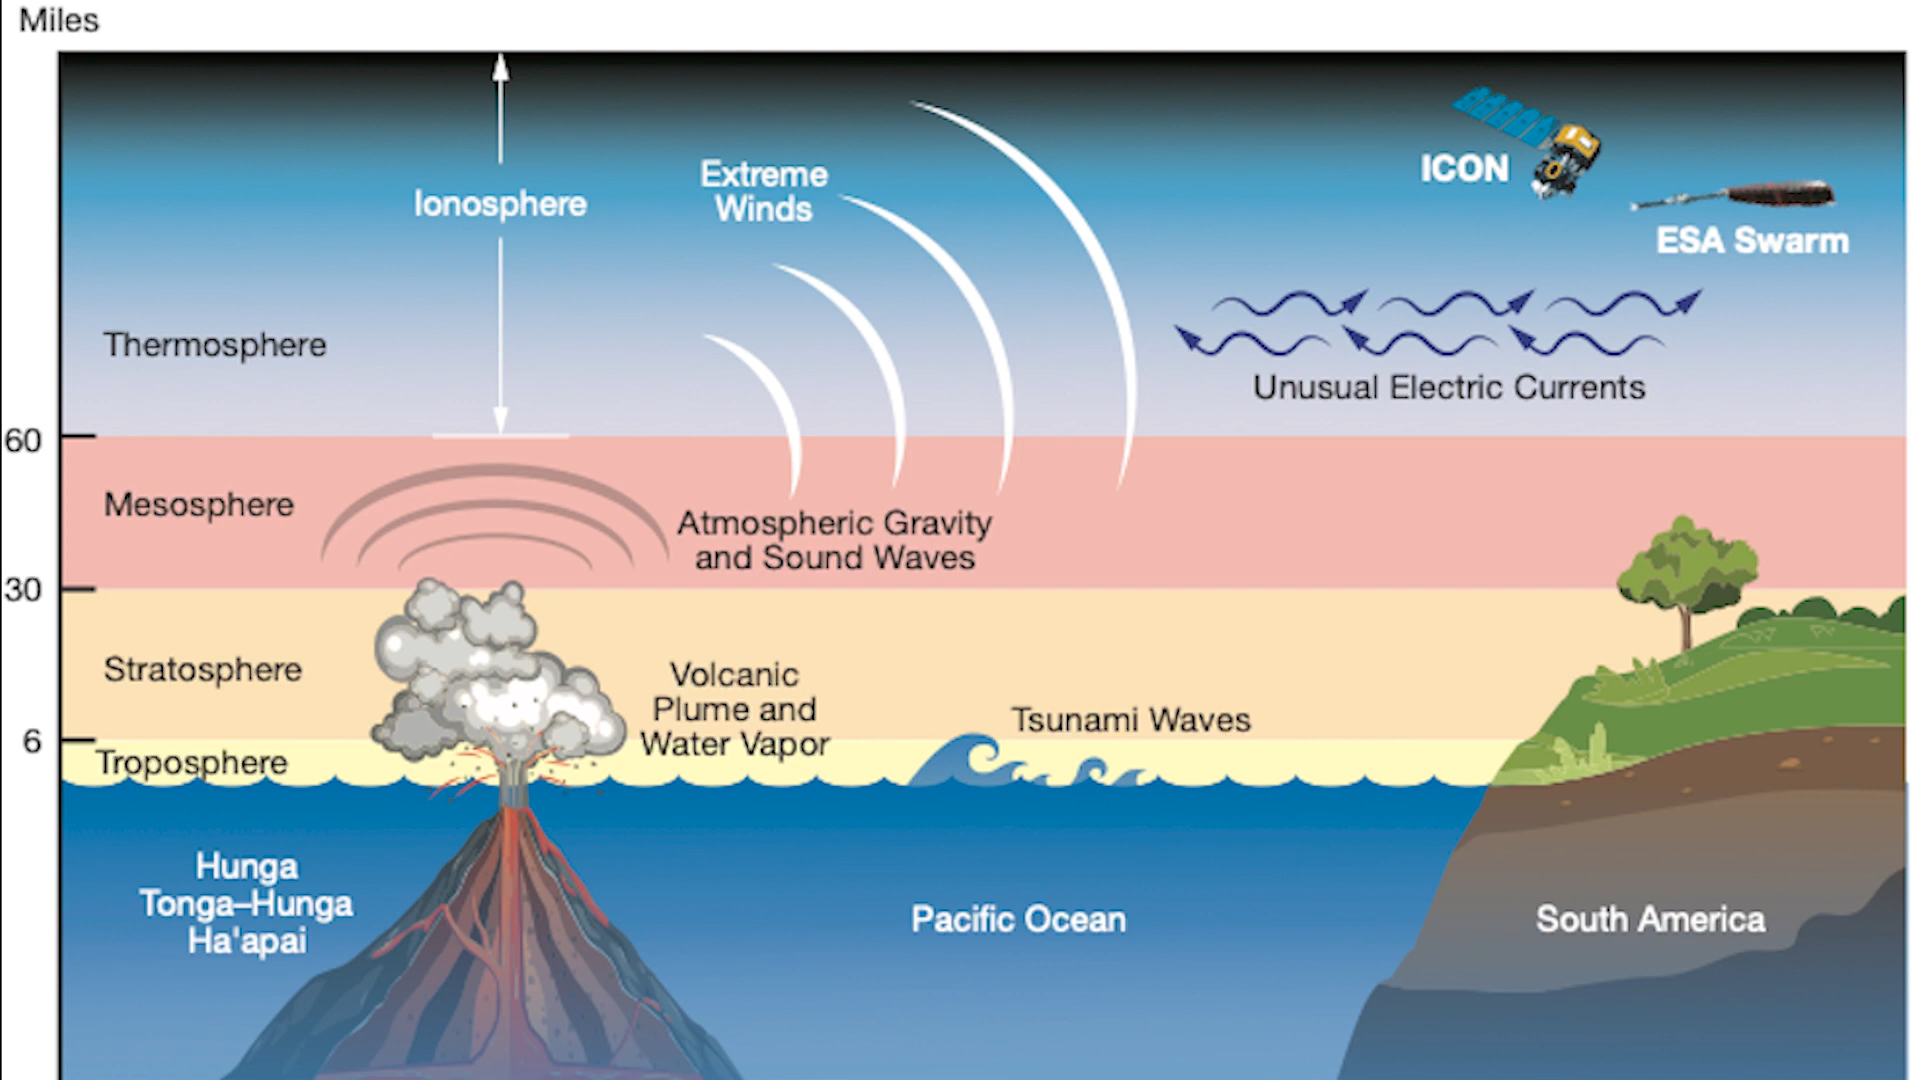 Miles
Ionosphere
Extreme
Winds
ICON
ESA Swarm
Thermosphere
Unusual Electric Currents
60
Mesosphere
Atmospheric Gravity
and Sound Waves
30
Stratosphere
Volcanic
Plume and
Water Vapor
Tsunami Waves
6
Troposphere
Hunga
Tonga–Hunga
Ha'apai
Pacific Ocean
South America